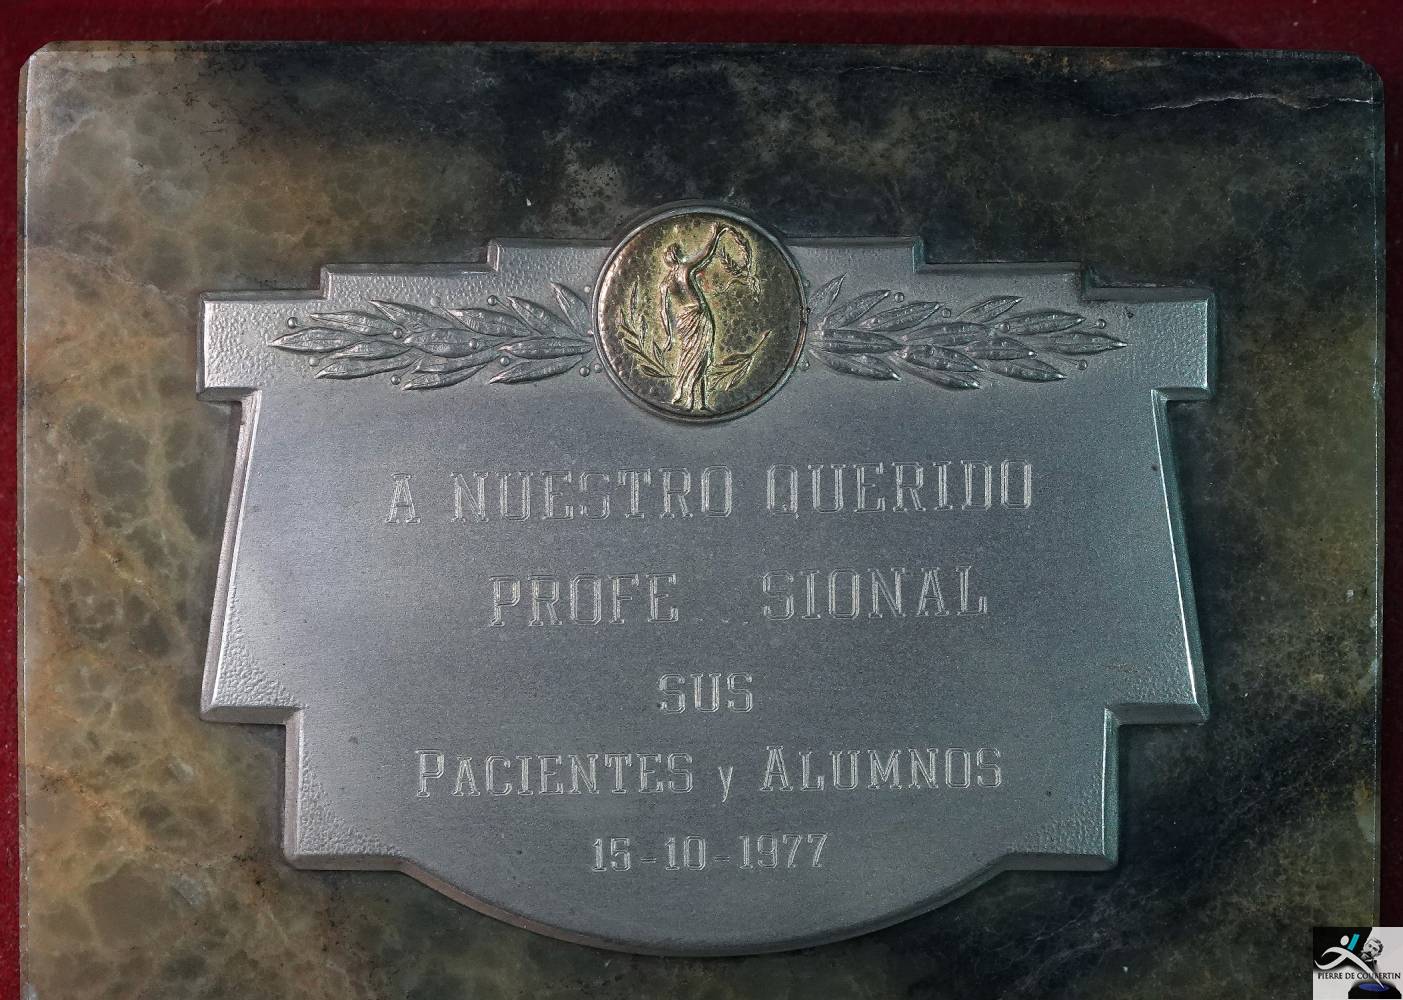 A NUESTRO QUERIDO
PROFE SIONAL
SUS
PACIENTES y ALUMNOS
15-10-1977
PIERRE DE COUBERTIN